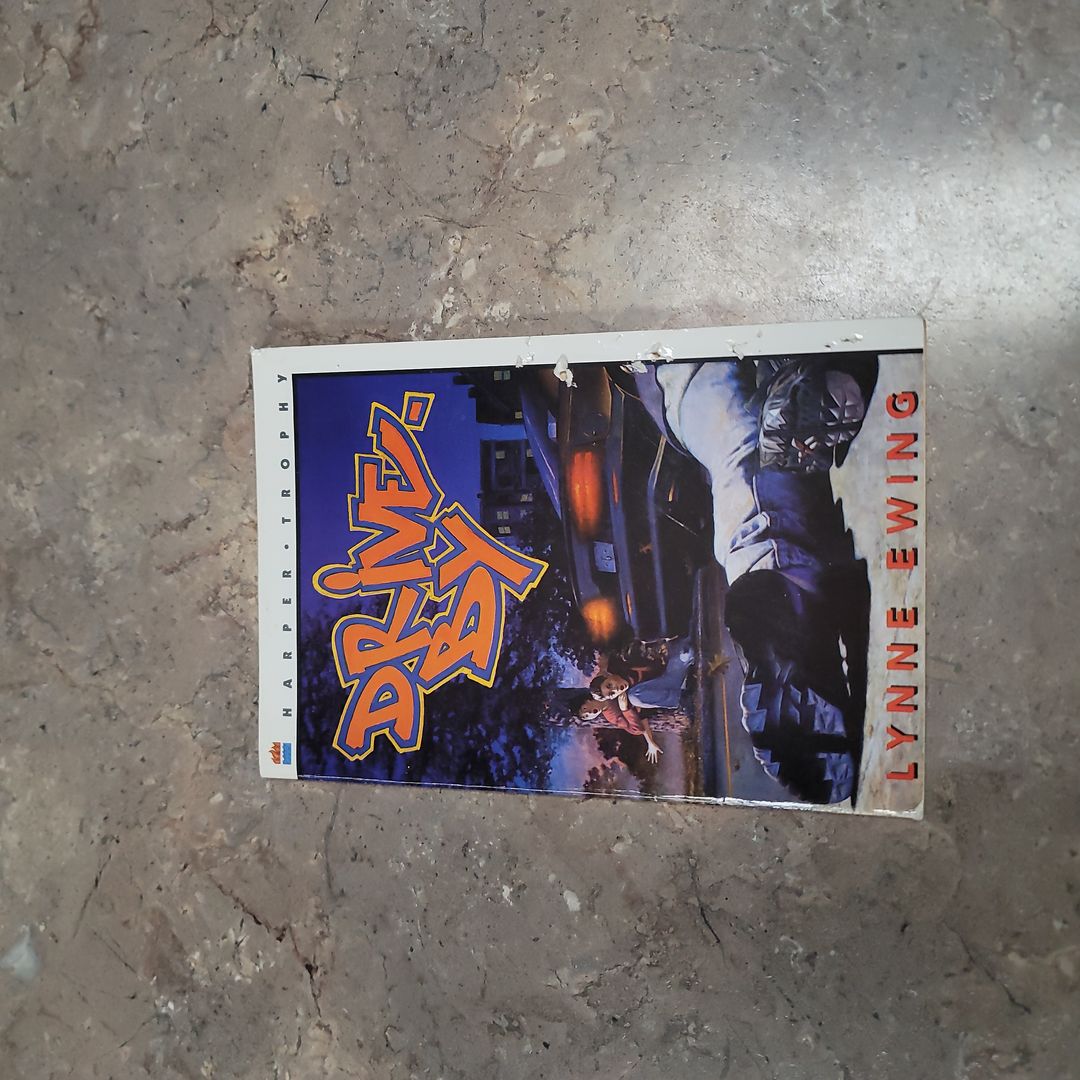 HARPER • TROPHY
DRIVE-
BY
LYNNE EWING